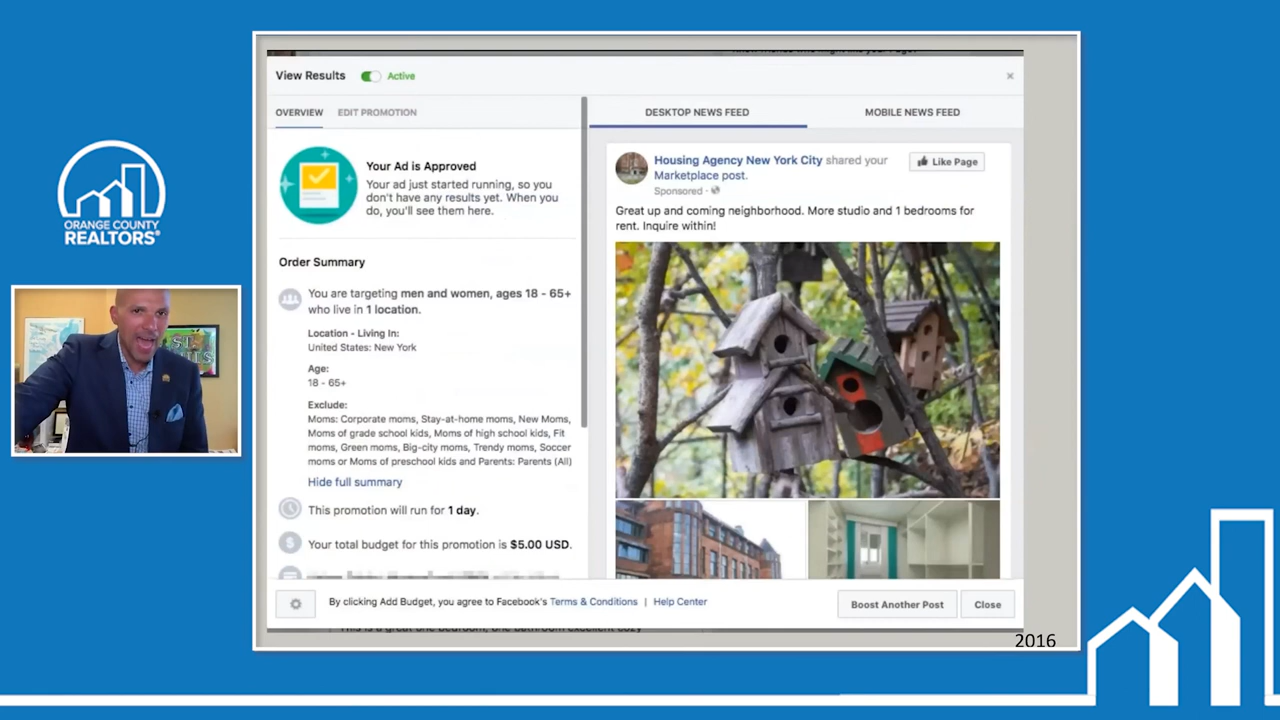 View Results
Active
OVERVIEW
EDIT PROMOTION
DESKTOP NEWS FEED
MOBILE NEWS FEED
ORANGE COUNTY
REALTORS®
Your Ad is Approved
Your ad just started running, so you
don't have any results yet. When you
do, you'll see them here.
Order Summary
You are targeting men and women, ages 18 - 65+
who live in 1 location.
Location - Living In:
United States: New York
Age:
18 - 65+
Exclude:
Moms: Corporate moms, Stay-at-home moms, New Moms,
Moms of grade school kids, Moms of high school kids, Fit
moms, Green moms, Big-city moms, Trendy moms, Soccer
moms or Moms of preschool kids and Parents: Parents (All)
Hide full summary
This promotion will run for 1 day.
Your total budget for this promotion is $5.00 USD.
Housing Agency New York City shared your
Marketplace post.
Sponsored ·
Like Page
Great up and coming neighborhood. More studio and 1 bedrooms for
rent. Inquire within!
By clicking Add Budget, you agree to Facebook's Terms & Conditions | Help Center
Boost Another Post
Close
2016